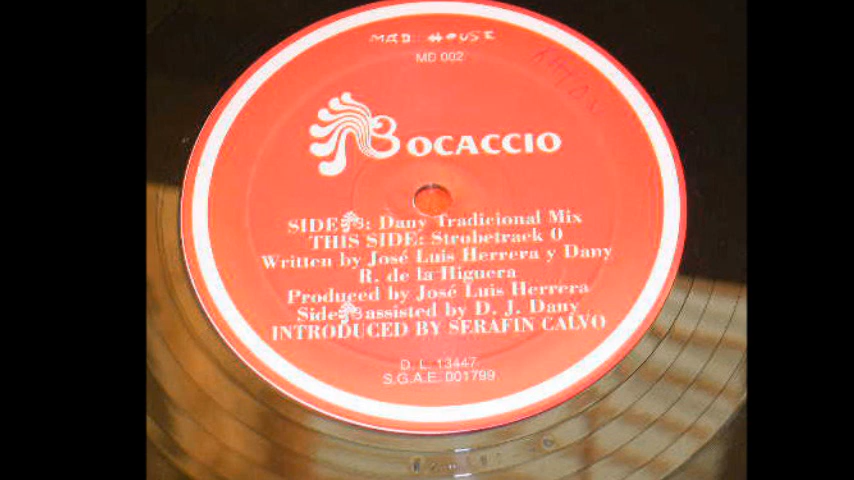 MAD HOUSE
MD 002
BOCACCIO
SIDE B: Dany Tradicional Mix
THIS SIDE: Strobetrack 0
Written by José Luis Herrera y Dany
R. de la Higuera
Produced by José Luis Herrera
Side B assisted by D. J. Dany
INTRODUCED BY SERAFIN CALVO
D. L. 13447
S.G.A.E. 001799